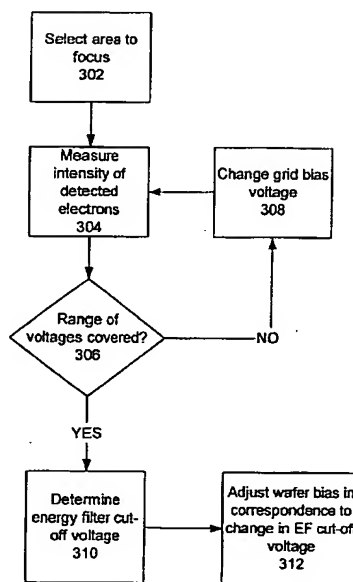 Select area to
focus
302
Measure
intensity of
detected
electrons
304
Change grid bias
voltage
308
Range of
voltages covered?
306
NO
YES
Determine
energy filter cut-
off voltage
310
Adjust wafer bias in
correspondence to
change in EF cut-off
voltage
312